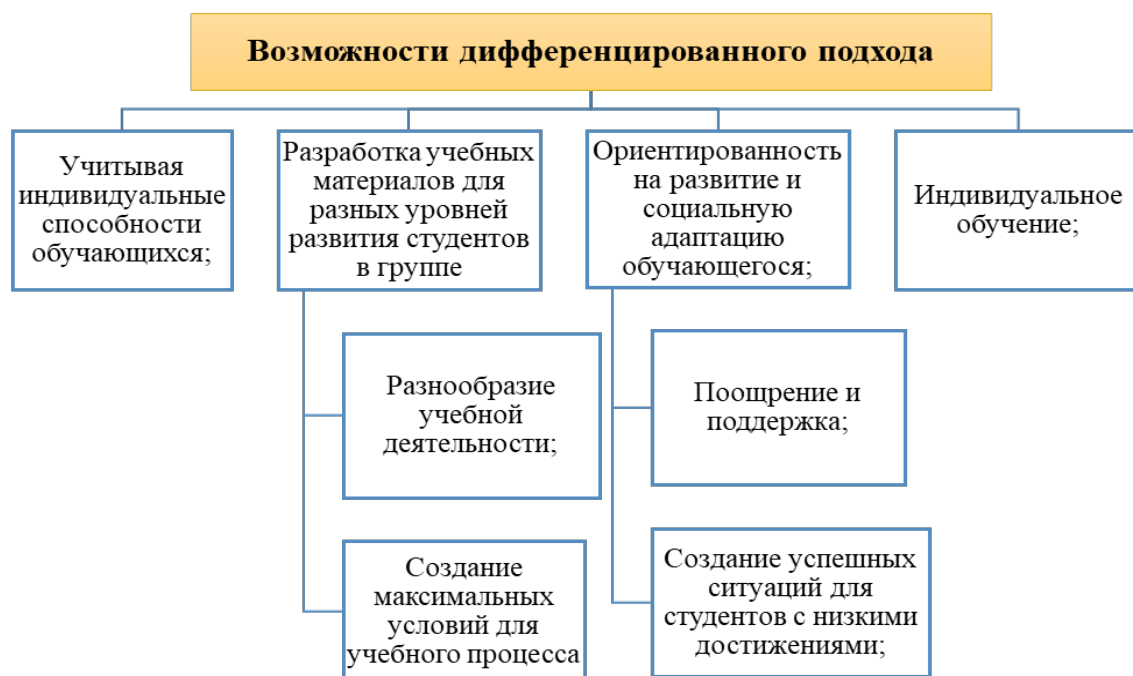 Возможности дифференцированного подхода
Учитывая
индивидуальные
способности
обучающихся;
Разработка учебных
материалов для
разных уровней
развития студентов
в группе
Ориентированность
на развитие и
социальную
адаптацию
обучающегося;
Индивидуальное
обучение;
Разнообразие
учебной
деятельности;
Поощрение и
поддержка;
Создание
максимальных
условий для
учебного процесса
Создание успешных
ситуаций для
студентов с низкими
достижениями;